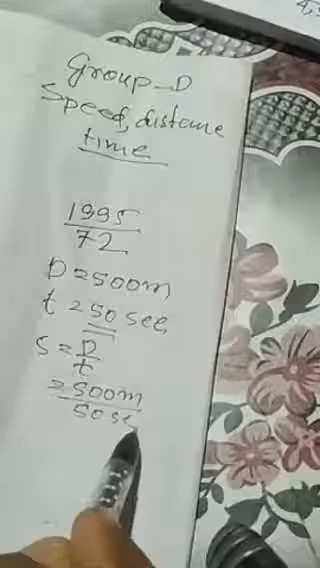 Group-D
Speed, distance
time
1995
72
D = 500m
t = 50 sec,
S = D
t
= 500m
50 sec